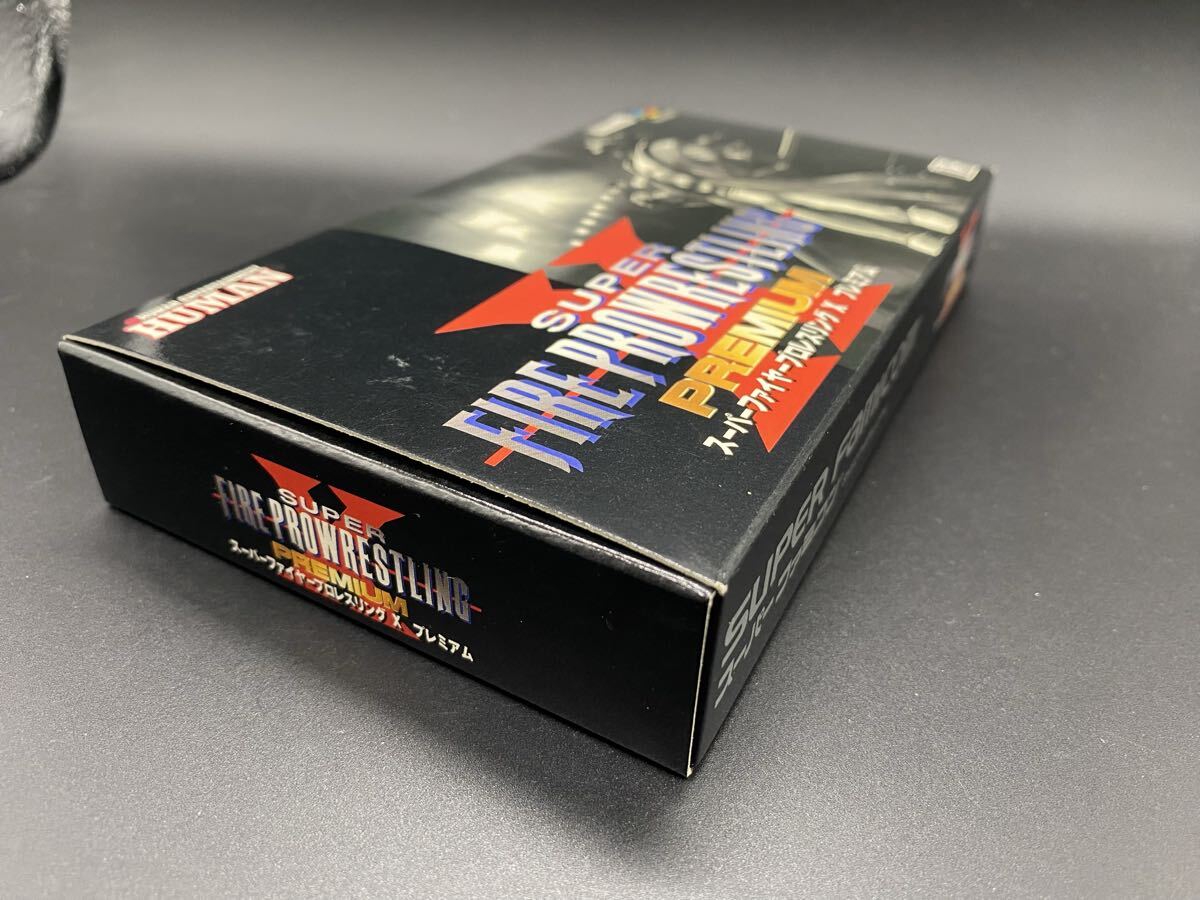 HUMAN
SUPER
FIRE PROWRESTLING
PREMIUM
スーパーファイヤープロレスリング X プレミアム
SUPER
FIRE PROWRESTLING
PREMIUM
スーパーファイヤープロレスリング X プレミアム
SUPER Famicom